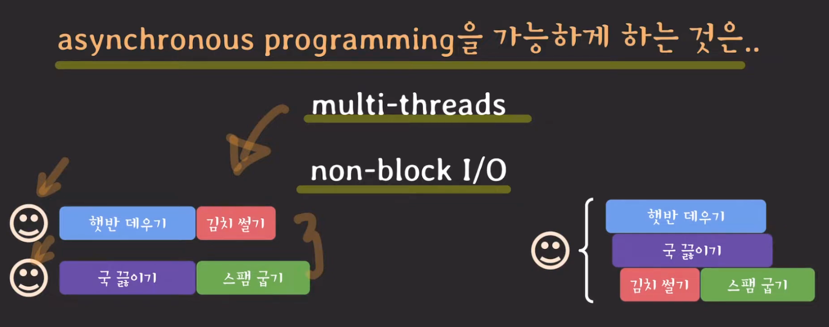 asynchronous programming을 가능하게 하는 것은..
multi-threads
non-block I/O
햇반 데우기
김치 썰기
국 끓이기
스팸 굽기
햇반 데우기
국 끓이기
김치 썰기
스팸 굽기